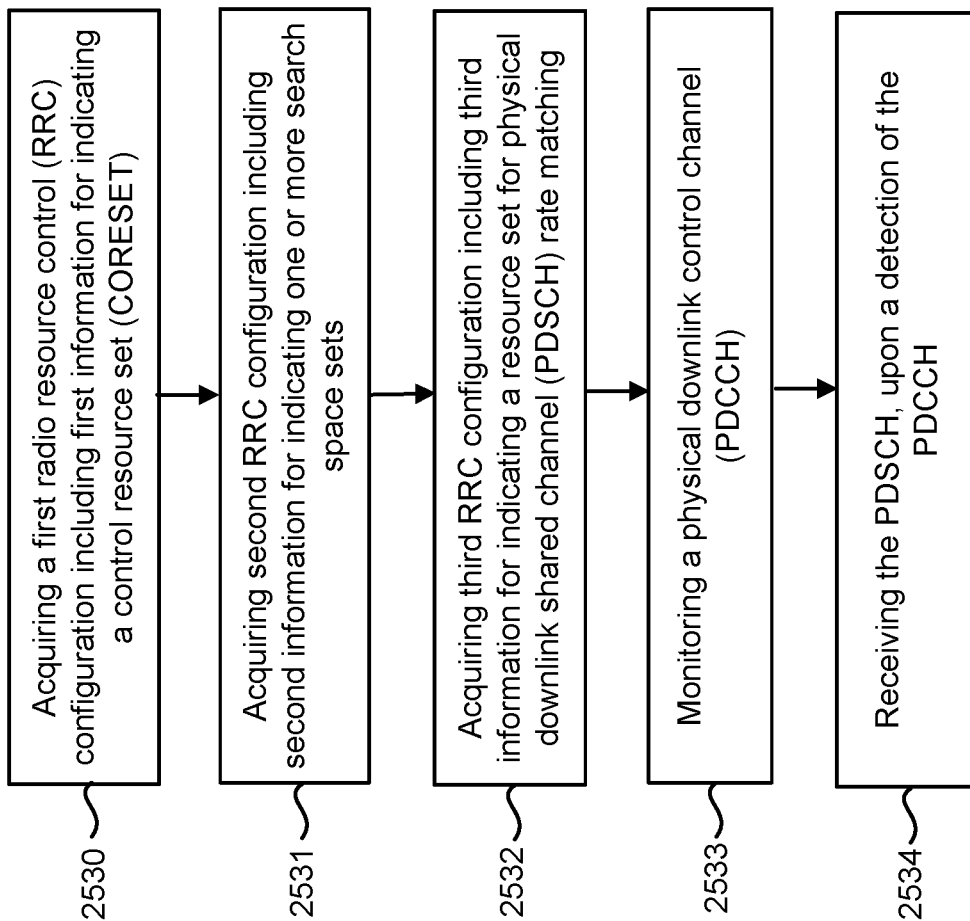 2530
Acquiring a first radio resource control (RRC)
configuration including first information for indicating
a control resource set (CORESET)
2531
Acquiring second RRC configuration including
second information for indicating one or more search
space sets
2532
Acquiring third RRC configuration including third
information for indicating a resource set for physical
downlink shared channel (PDSCH) rate matching
2533
Monitoring a physical downlink control channel
(PDCCH)
2534
Receiving the PDSCH, upon a detection of the
PDCCH